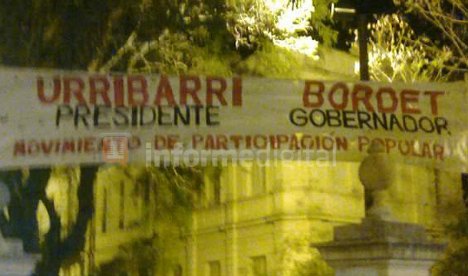 URRIBARRI BORDET
PRESIDENTE GOBERNADOR
MOVIMIENTO DE PARTICIPACIÓN POPULAR
informedigital